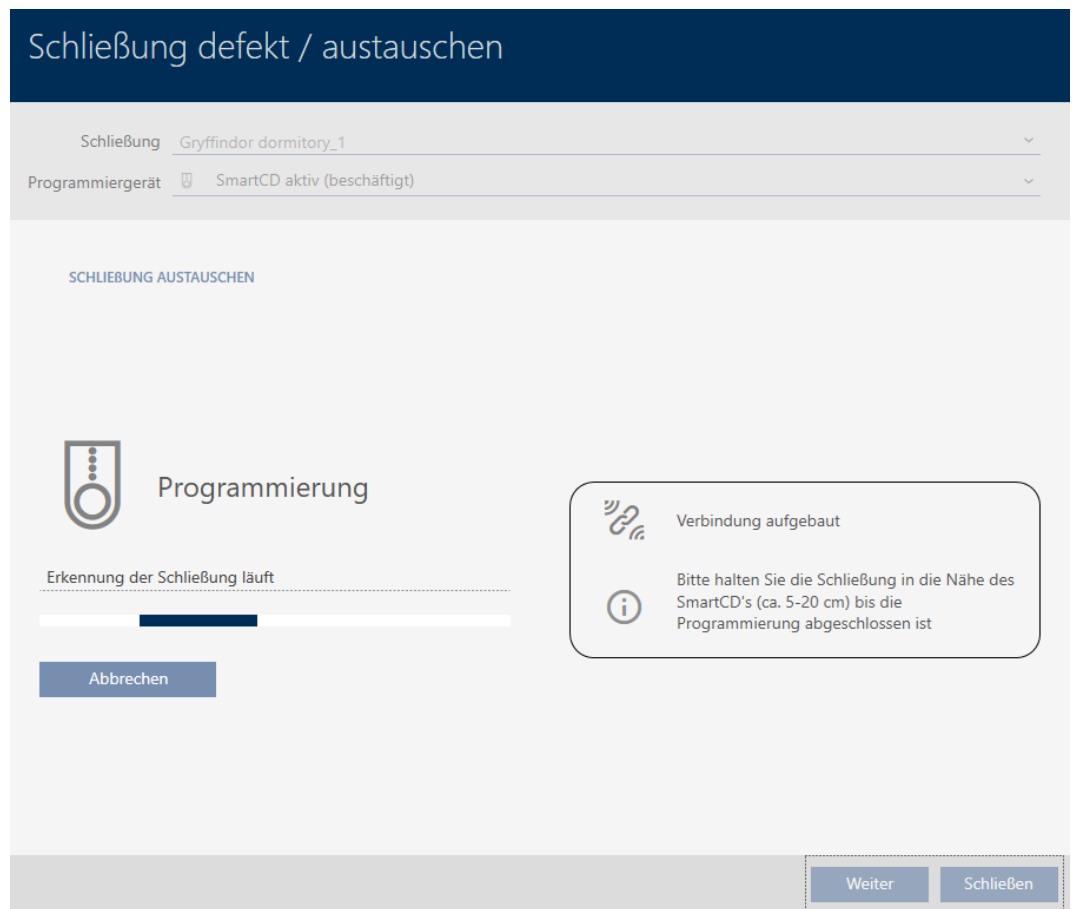 Schließung defekt / austauschen
Schließung Gryffindor dormitory_1
Programmiergerät SmartCD aktiv (beschäftigt)
SCHLIEßUNG AUSTAUSCHEN
Programmierung
Erkennung der Schließung läuft
Abbrechen
Verbindung aufgebaut
Bitte halten Sie die Schließung in die Nähe des
SmartCD's (ca. 5-20 cm) bis die
Programmierung abgeschlossen ist
Weiter Schließen